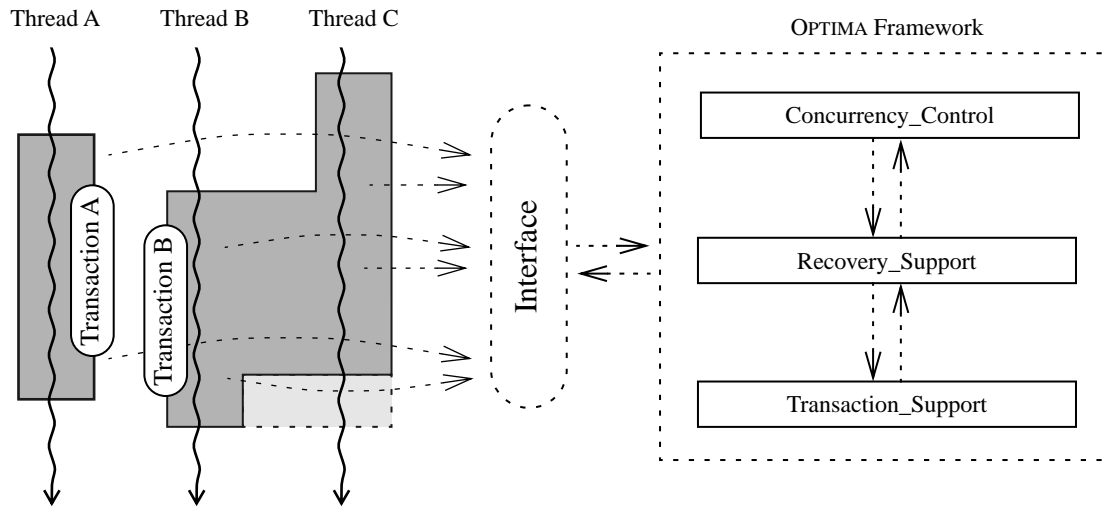 Thread A
Thread B
Thread C
OPTIMA Framework
Transaction A
Transaction B
Interface
Concurrency_Control
Recovery_Support
Transaction_Support